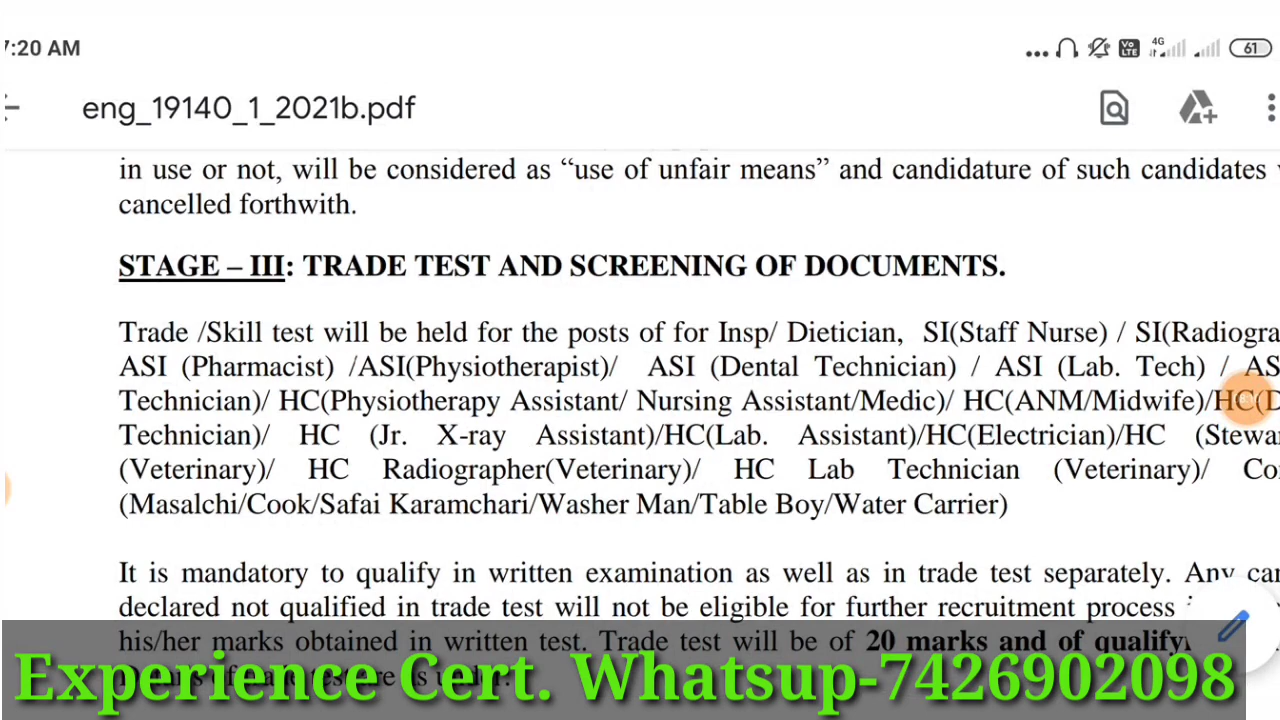 7:20 AM
4G
Vo LTE
61
eng_19140_1_2021b.pdf
in use or not, will be considered as “use of unfair means” and candidature of such candidates
cancelled forthwith.
STAGE – III: TRADE TEST AND SCREENING OF DOCUMENTS.
Trade /Skill test will be held for the posts of for Insp/ Dietician, SI(Staff Nurse) / SI(Radiogra
ASI (Pharmacist) /ASI(Physiotherapist)/ ASI (Dental Technician) / ASI (Lab. Tech) / AS
Technician)/ HC(Physiotherapy Assistant/ Nursing Assistant/Medic)/ HC(ANM/Midwife)/HC(D
Technician)/ HC (Jr. X-ray Assistant)/HC(Lab. Assistant)/HC(Electrician)/HC (Stewar
(Veterinary)/ HC Radiographer(Veterinary)/ HC Lab Technician (Veterinary)/ Co
(Masalchi/Cook/Safai Karamchari/Washer Man/Table Boy/Water Carrier)
It is mandatory to qualify in written examination as well as in trade test separately. Any can
declared not qualified in trade test will not be eligible for further recruitment process
his/her marks obtained in written test. Trade test will be of 20 marks and of qualify
Experience Cert. Whatsup-7426902098